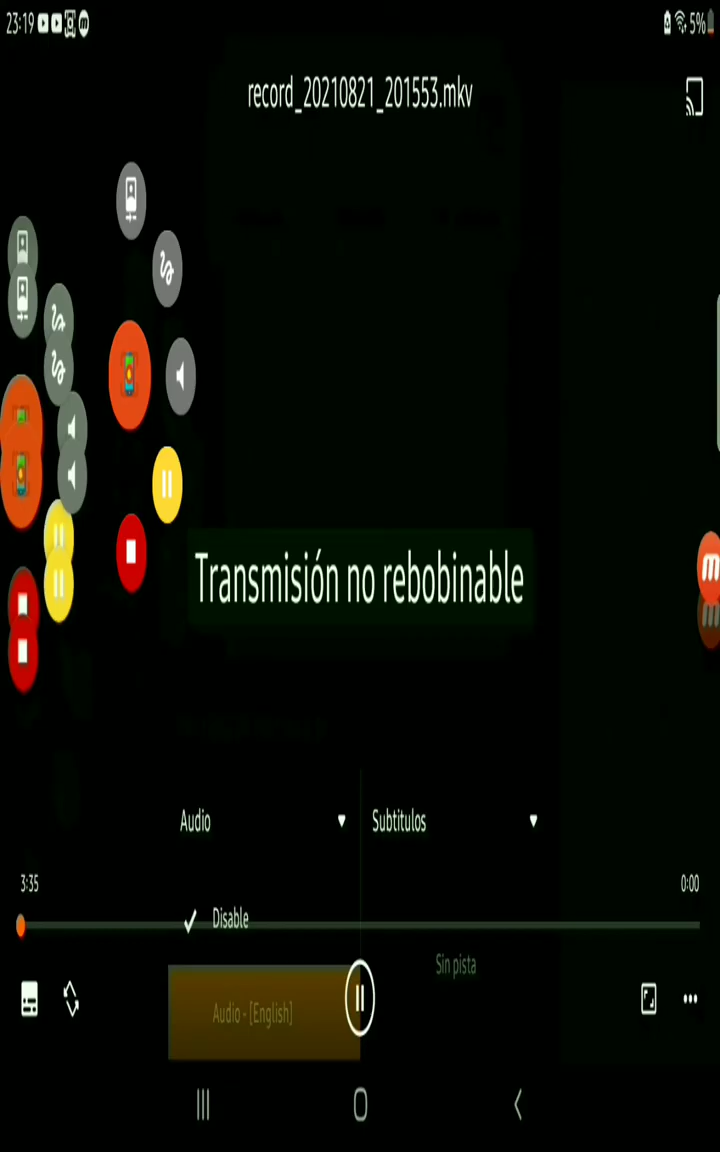 23:19
5%
record_20210821_201553.mkv
Transmisión no rebobinable
Audio
Subtitulos
3:35
0:00
Disable
Sin pista
Audio - [English]